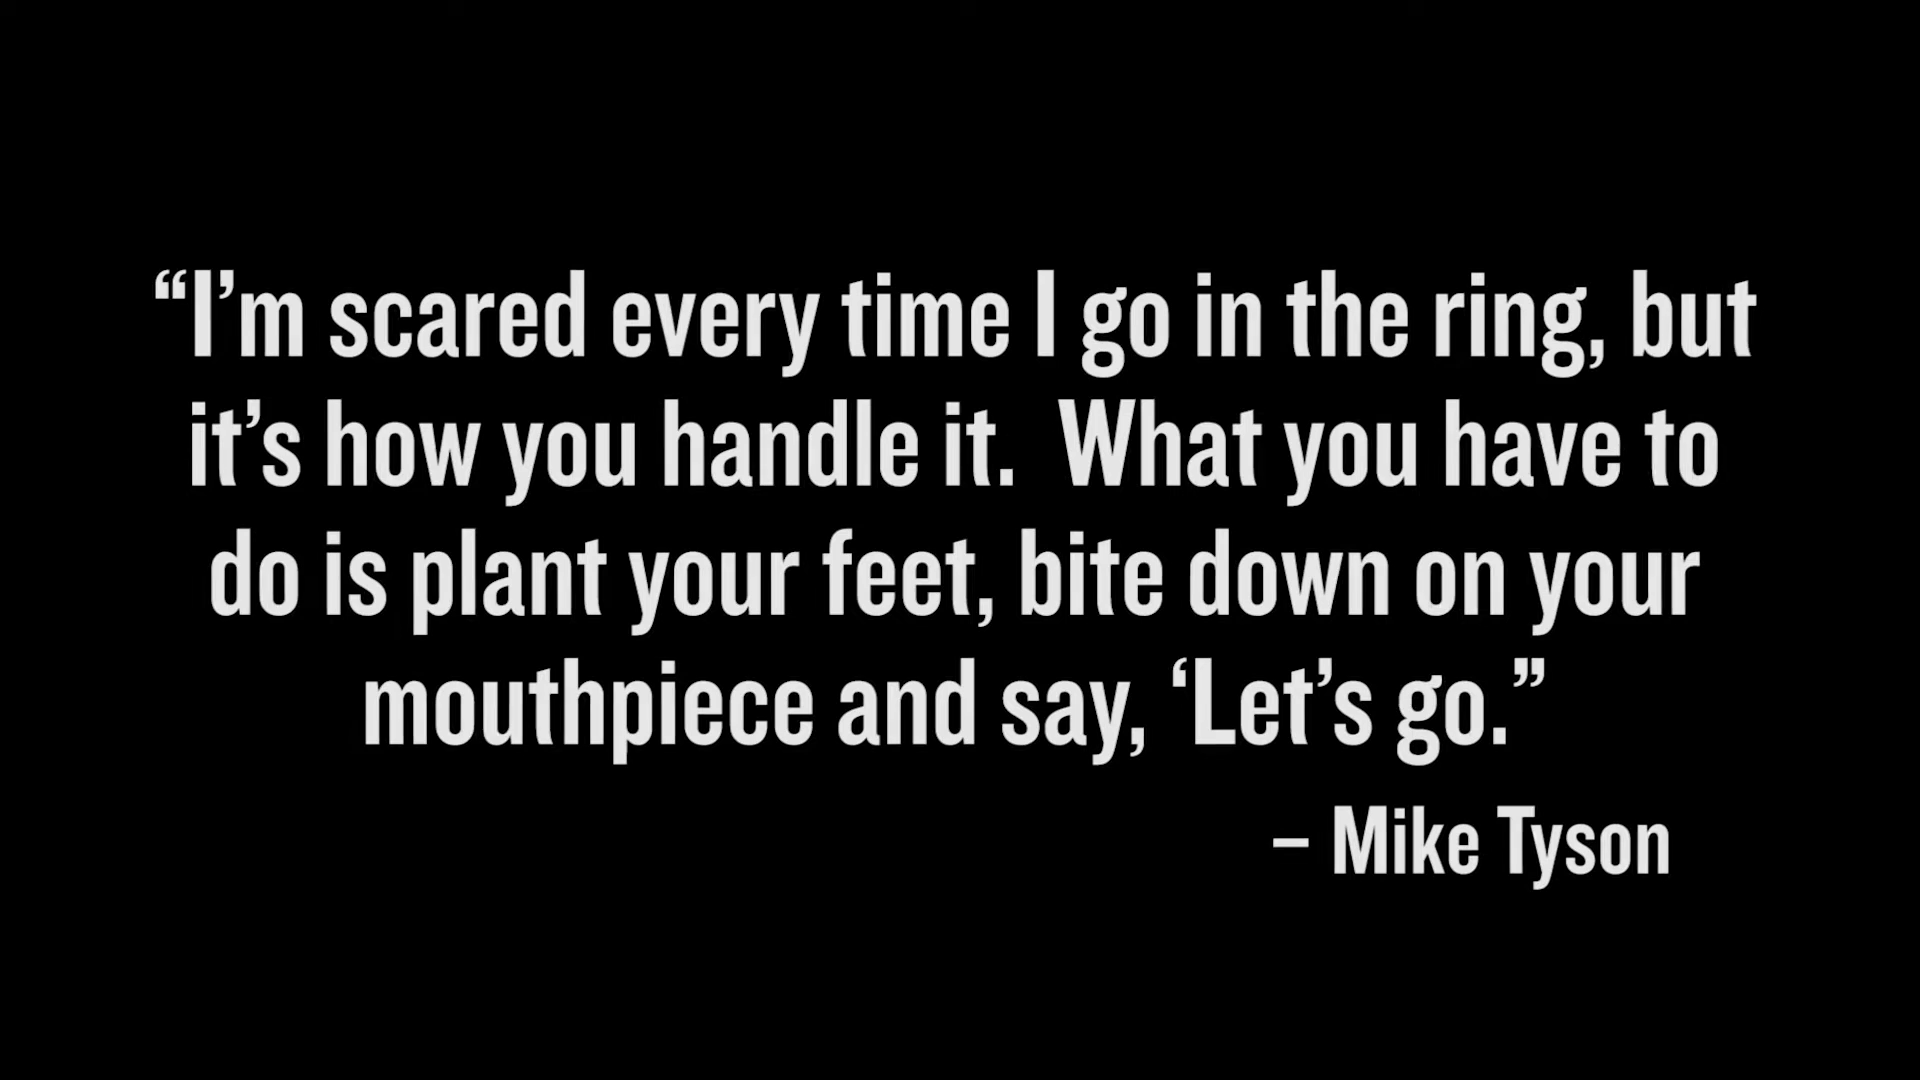 “I’m scared every time I go in the ring, but
it’s how you handle it.  What you have to
do is plant your feet, bite down on your
mouthpiece and say, ‘Let’s go.”
– Mike Tyson